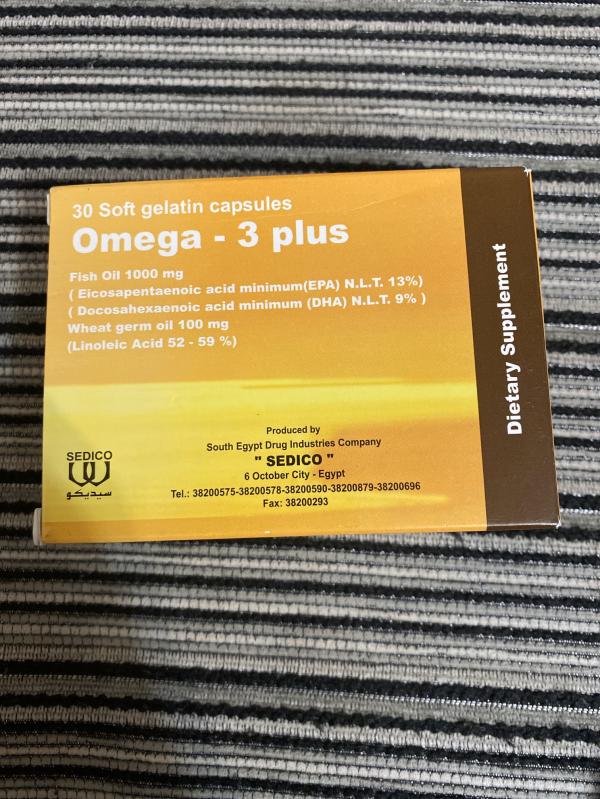 30 Soft gelatin capsules
Omega - 3 plus
Fish Oil 1000 mg
( Eicosapentaenoic acid minimum(EPA) N.L.T. 13%)
( Docosahexaenoic acid minimum (DHA) N.L.T. 9% )
Wheat germ oil 100 mg
(Linoleic Acid 52 - 59 %)
Dietary Supplement
SEDICO
سيديكو
Produced by
South Egypt Drug Industries Company
" SEDICO "
6 October City - Egypt
Tel.: 38200575-38200578-38200590-38200879-38200696
Fax: 38200293